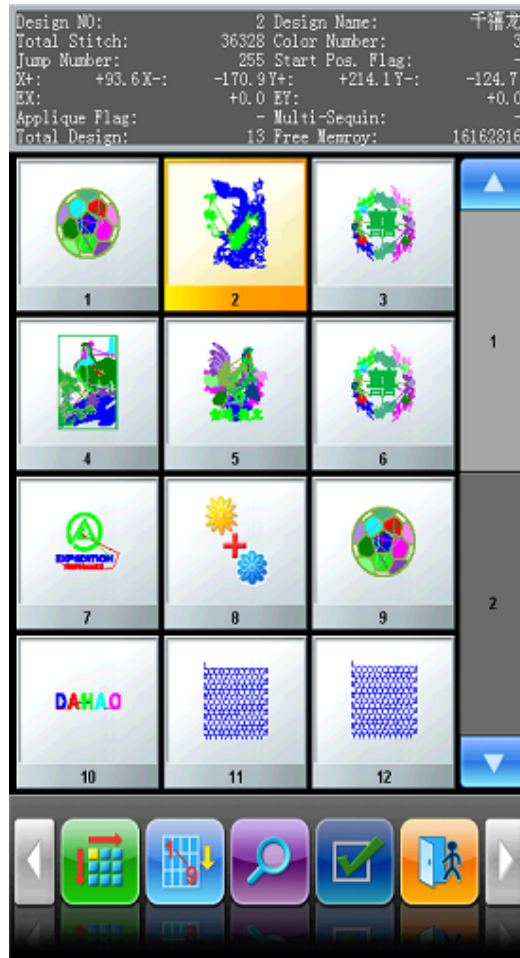 Design NO: 2 Design Name: 千禧龙
Total Stitch: 36328 Color Number: 3
Jump Number: 255 Start Pos. Flag: -
X+: +93.6 X-: -170.9 Y+: +214.1 Y-: -124.7
EX: +0.0 EY: +0.0
Applique Flag: - Multi-Sequin: -
Total Design: 13 Free Memroy: 16162816
1 2 3
1
4 5 6
EXPEDITION
7 8 9
2
DAHAO
10 11 12
1
9